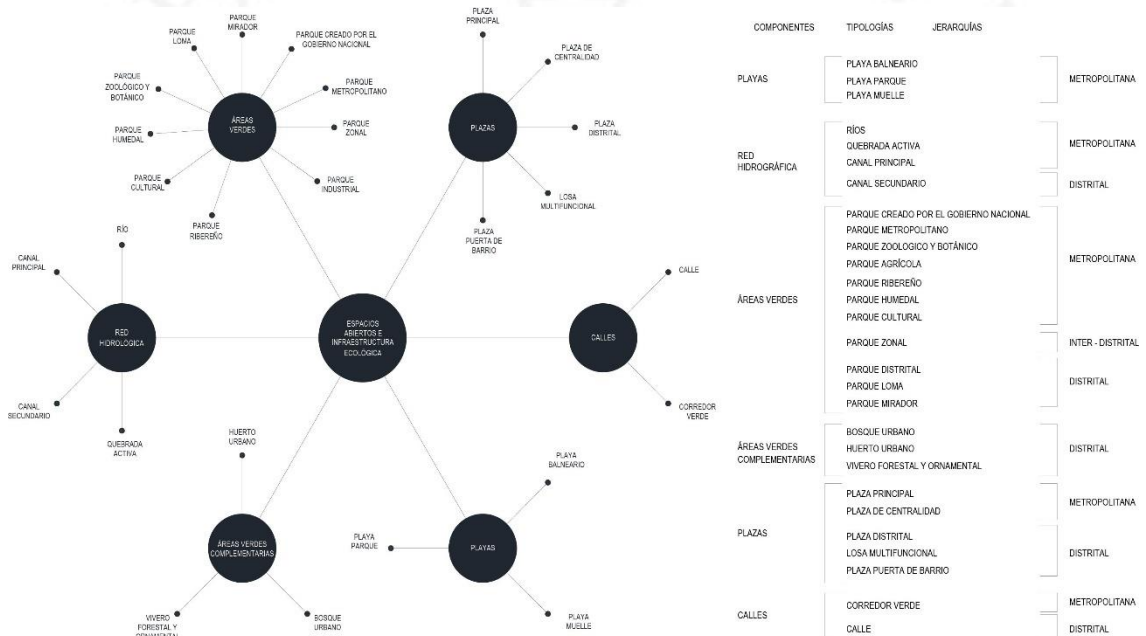 PARQUE
MIRADOR
PARQUE
LOMA
PARQUE CREADO POR EL
GOBIERNO NACIONAL
PARQUE
ZOOLÓGICO Y
BOTÁNICO
PARQUE
METROPOLITANO
ÁREAS
VERDES
PARQUE
HUMEDAL
PARQUE
ZONAL
PARQUE
CULTURAL
PARQUE
INDUSTRIAL
PARQUE
RIBEREÑO
PLAZA
PRINCIPAL
PLAZA DE
CENTRALIDAD
PLAZAS
PLAZA
DISTRITAL
LOSA
MULTIFUNCIONAL
PLAZA
PUERTA DE
BARRIO
RÍO
CANAL
PRINCIPAL
RED
HIDROLÓGICA
CANAL
SECUNDARIO
QUEBRADA
ACTIVA
ESPACIOS
ABIERTOS E
INFRAESTRUCTURA
ECOLÓGICA
CALLE
CALLES
CORREDOR
VERDE
HUERTO
URBANO
ÁREAS VERDES
COMPLEMENTARIAS
VIVERO
FORESTAL Y
ORNAMENTAL
BOSQUE
URBANO
PLAYA
BALNEARIO
PLAYA
PARQUE
PLAYAS
PLAYA
MUELLE
COMPONENTES TIPOLOGÍAS JERARQUÍAS
PLAYAS
PLAYA BALNEARIO
PLAYA PARQUE
PLAYA MUELLE
METROPOLITANA
RED
HIDROGRÁFICA
RÍOS
QUEBRADA ACTIVA
CANAL PRINCIPAL
METROPOLITANA
CANAL SECUNDARIO
DISTRITAL
ÁREAS VERDES
PARQUE CREADO POR EL GOBIERNO NACIONAL
PARQUE METROPOLITANO
PARQUE ZOOLOGICO Y BOTÁNICO
PARQUE AGRÍCOLA
PARQUE RIBEREÑO
PARQUE HUMEDAL
PARQUE CULTURAL
METROPOLITANA
PARQUE ZONAL
INTER - DISTRITAL
PARQUE DISTRITAL
PARQUE LOMA
PARQUE MIRADOR
DISTRITAL
ÁREAS VERDES
COMPLEMENTARIAS
BOSQUE URBANO
HUERTO URBANO
VIVERO FORESTAL Y ORNAMENTAL
DISTRITAL
PLAZAS
PLAZA PRINCIPAL
PLAZA DE CENTRALIDAD
METROPOLITANA
PLAZA DISTRITAL
LOSA MULTIFUNCIONAL
PLAZA PUERTA DE BARRIO
DISTRITAL
CALLES
CORREDOR VERDE
METROPOLITANA
CALLE
DISTRITAL